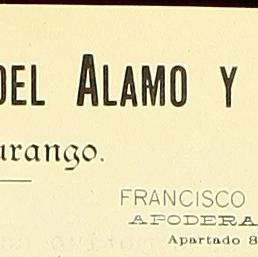 DEL ALAMO Y
urango.
FRANCISCO
APODERA
Apartado 8